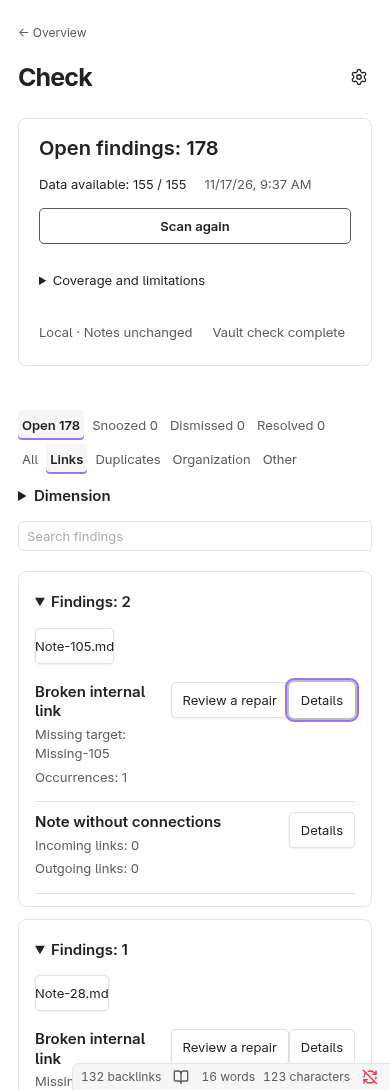 ← Overview
Check
Open findings: 178
Data available: 155 / 155 11/17/26, 9:37 AM
Scan again
Coverage and limitations
Local · Notes unchanged Vault check complete
Open 178 Snoozed 0 Dismissed 0 Resolved 0
All Links Duplicates Organization Other
Dimension
Search findings
Findings: 2
Note-105.md
Broken internal
link
Review a repair Details
Missing target:
Missing-105
Occurrences: 1
Note without connections
Details
Incoming links: 0
Outgoing links: 0
Findings: 1
Note-28.md
Broken internal
link
Review a repair Details
132 backlinks 16 words 123 characters